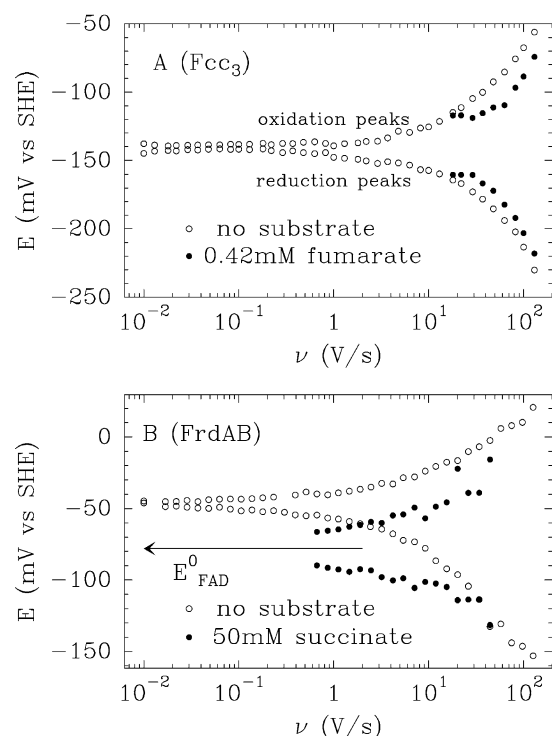 −50
A (Fcc3)
−100
oxidation peaks
E (mV vs SHE)
−150
reduction peaks
−200
○ no substrate
● 0.42mM fumarate
−250
10−2 10−1 1 101 102
ν (V/s)
B (FrdAB)
0
−50
E (mV vs SHE)
E0FAD
−100
○ no substrate
● 50mM succinate
−150
10−2 10−1 1 101 102
ν (V/s)